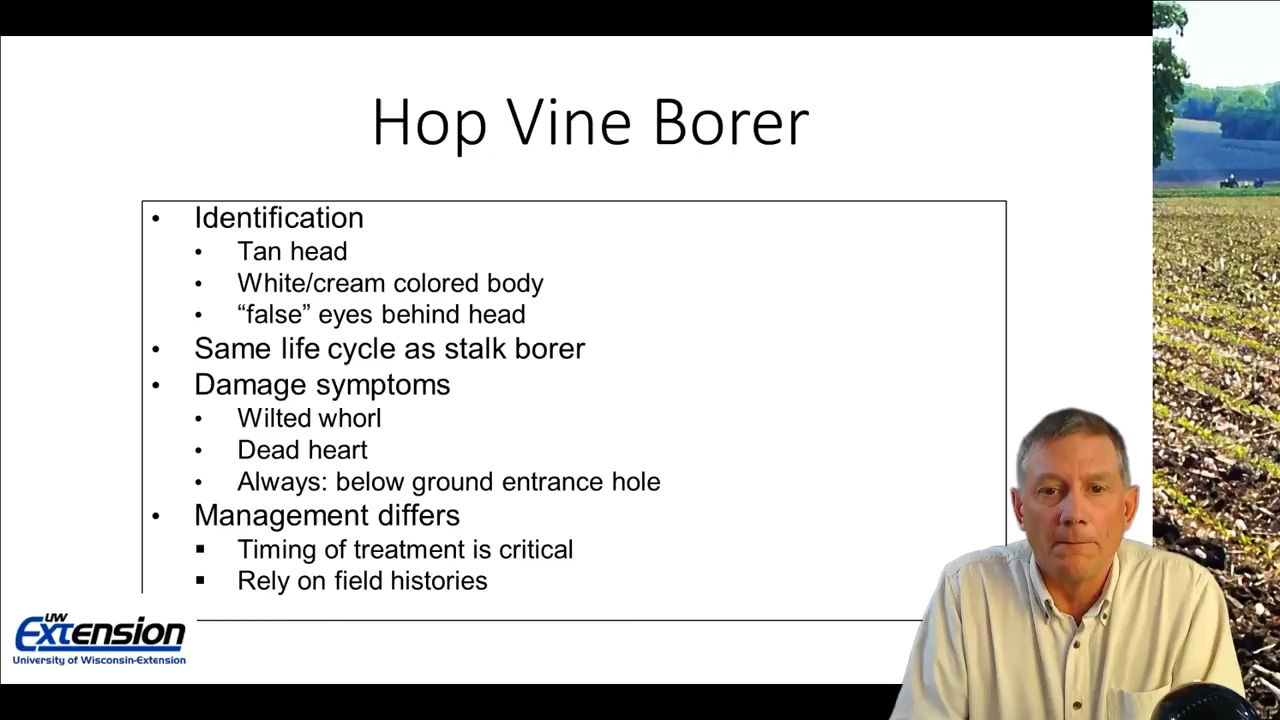 Hop Vine Borer
• Identification
• Tan head
• White/cream colored body
• “false” eyes behind head
• Same life cycle as stalk borer
• Damage symptoms
• Wilted whorl
• Dead heart
• Always: below ground entrance hole
• Management differs
▪ Timing of treatment is critical
▪ Rely on field histories
UW
Extension
University of Wisconsin-Extension